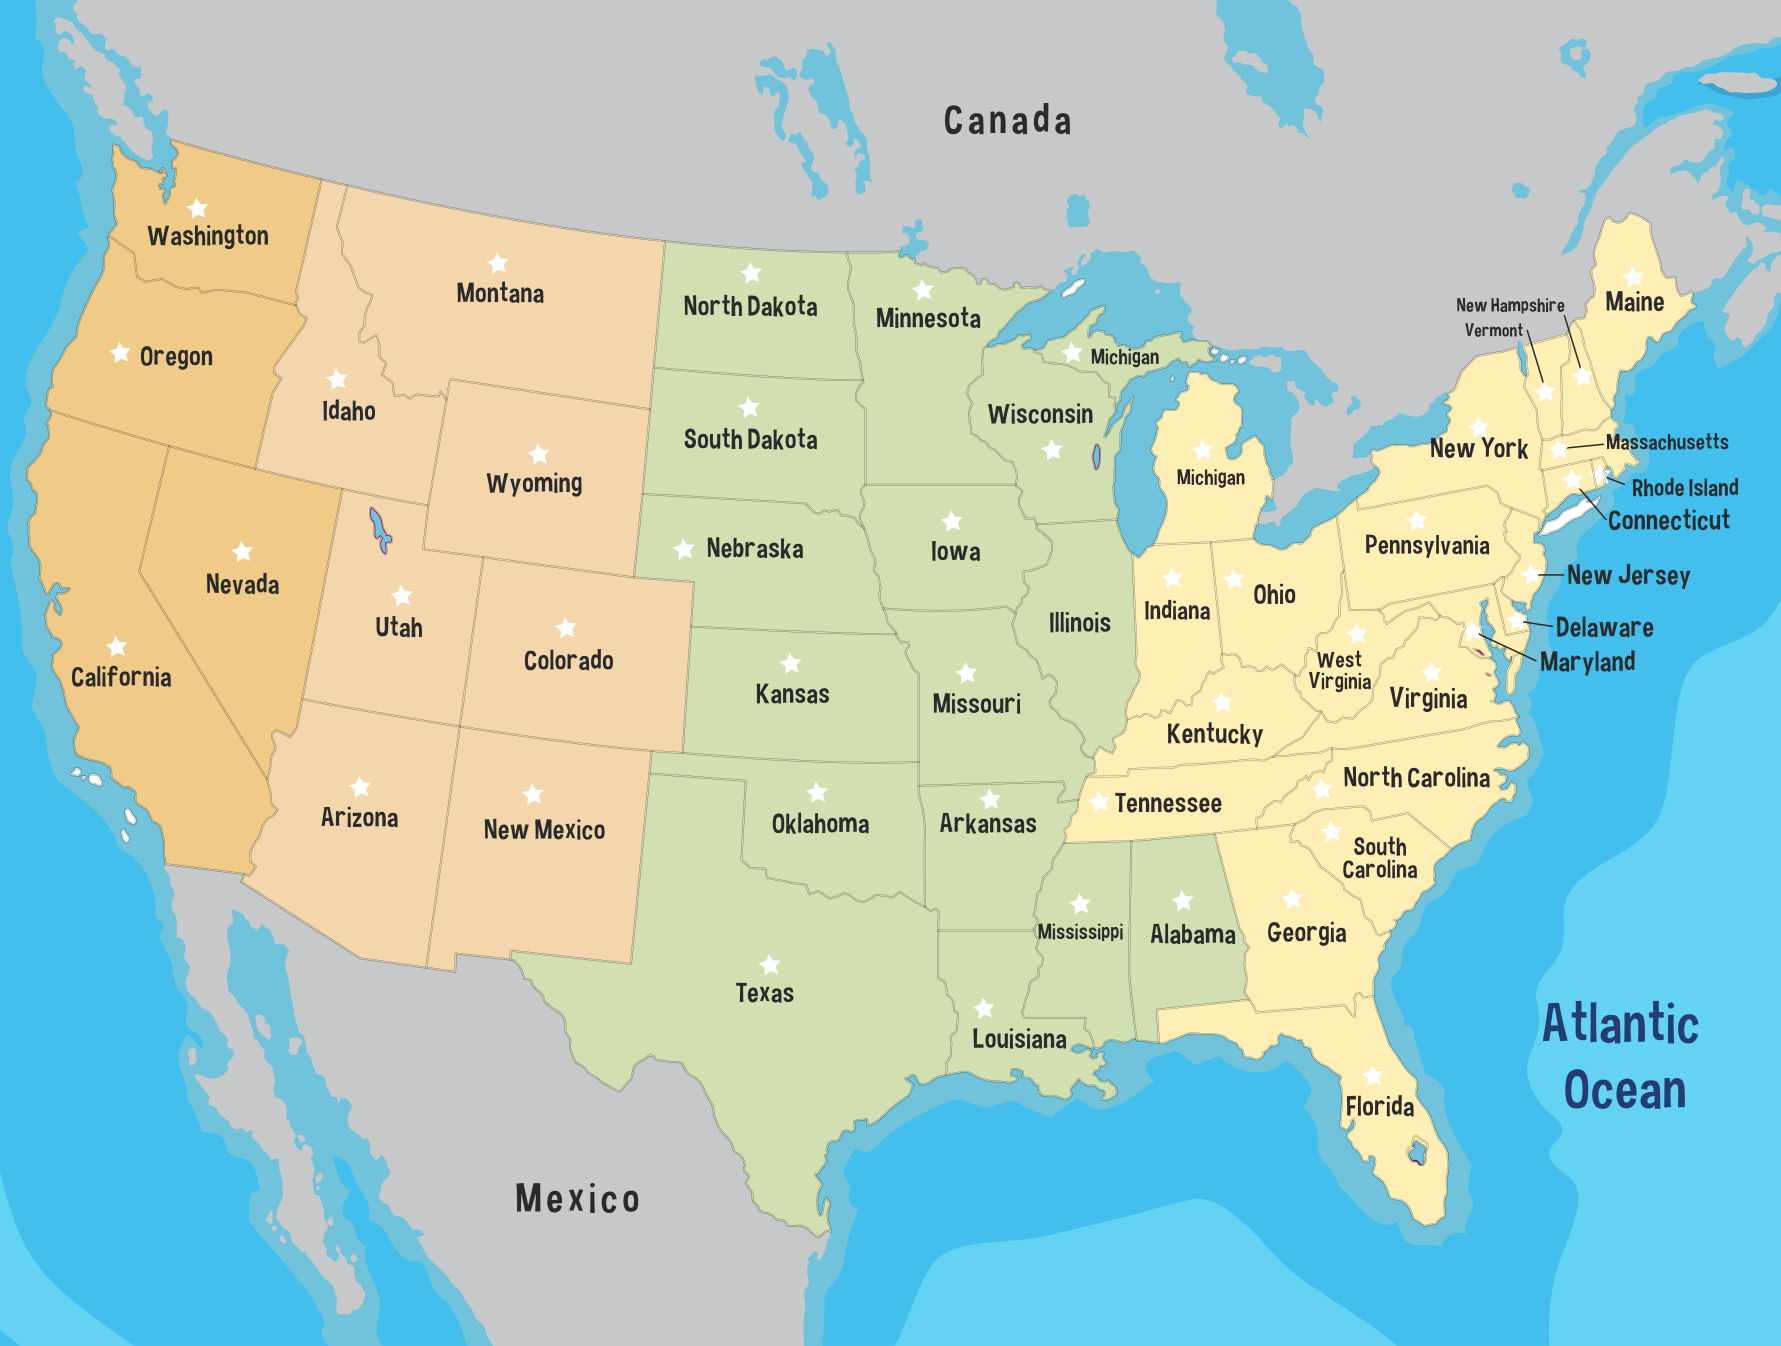 Canada
Washington
Montana
North Dakota
Minnesota
Michigan
New Hampshire
Vermont
Maine
Oregon
Idaho
Wyoming
South Dakota
Wisconsin
Michigan
New York
Massachusetts
Rhode Island
Connecticut
Nevada
Utah
Nebraska
Iowa
Illinois
Indiana
Ohio
Pennsylvania
New Jersey
Delaware
Maryland
California
Colorado
Kansas
Missouri
Kentucky
West
Virginia
Virginia
Arizona
New Mexico
Oklahoma
Arkansas
Tennessee
North Carolina
South
Carolina
Texas
Louisiana
Mississippi
Alabama
Georgia
Florida
Atlantic
Ocean
Mexico